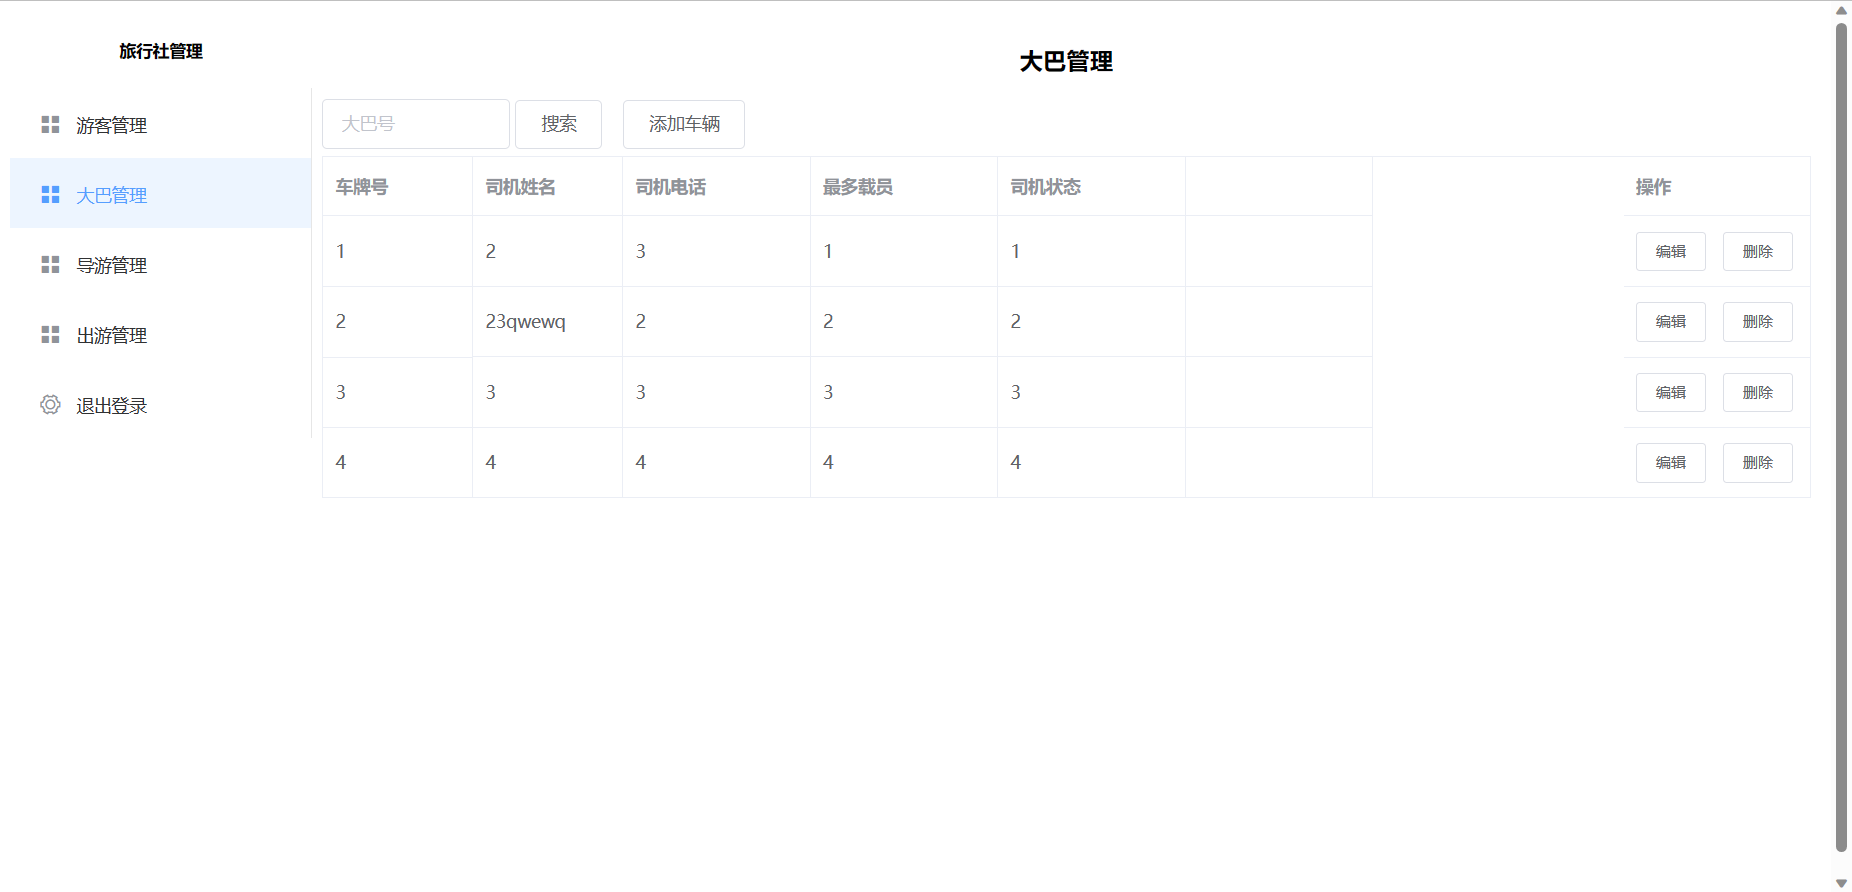 旅行社管理
游客管理
大巴管理
导游管理
出游管理
退出登录
大巴管理
大巴号 搜索 添加车辆
车牌号 司机姓名 司机电话 最多载员 司机状态 操作
1 2 3 1 1 编辑 删除
2 23qwewq 2 2 2 编辑 删除
3 3 3 3 3 编辑 删除
4 4 4 4 4 编辑 删除